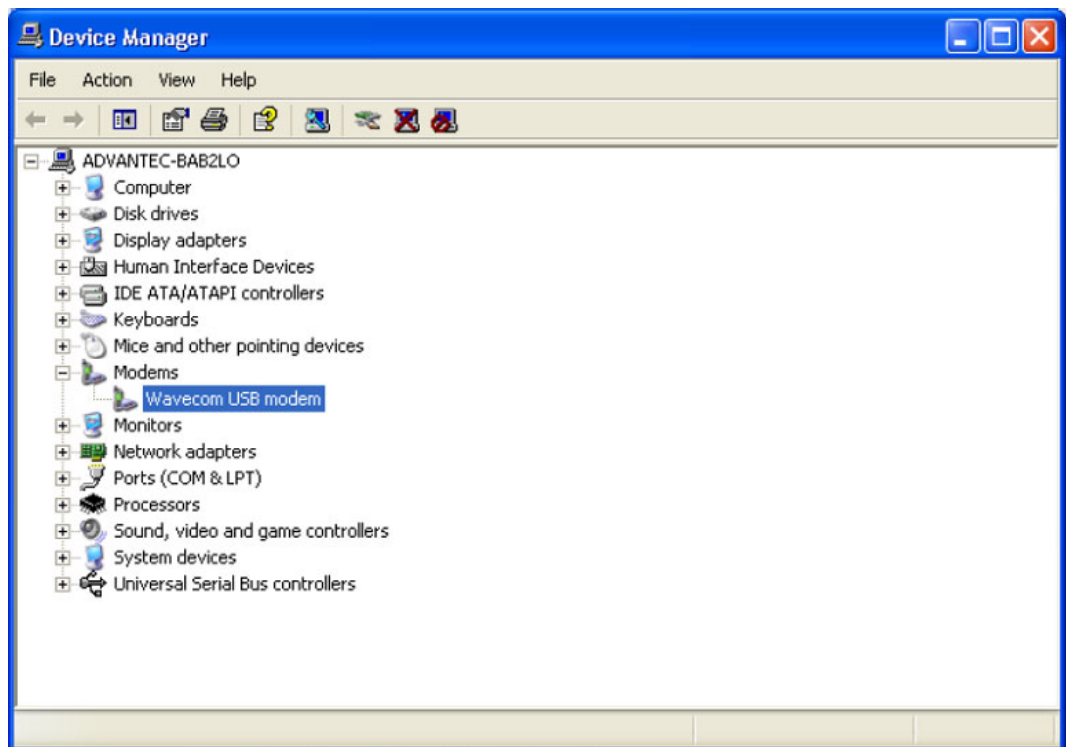 Device Manager
File Action View Help
ADVANTEC-BAB2LO
Computer
Disk drives
Display adapters
Human Interface Devices
IDE ATA/ATAPI controllers
Keyboards
Mice and other pointing devices
Modems
Wavecom USB modem
Monitors
Network adapters
Ports (COM & LPT)
Processors
Sound, video and game controllers
System devices
Universal Serial Bus controllers